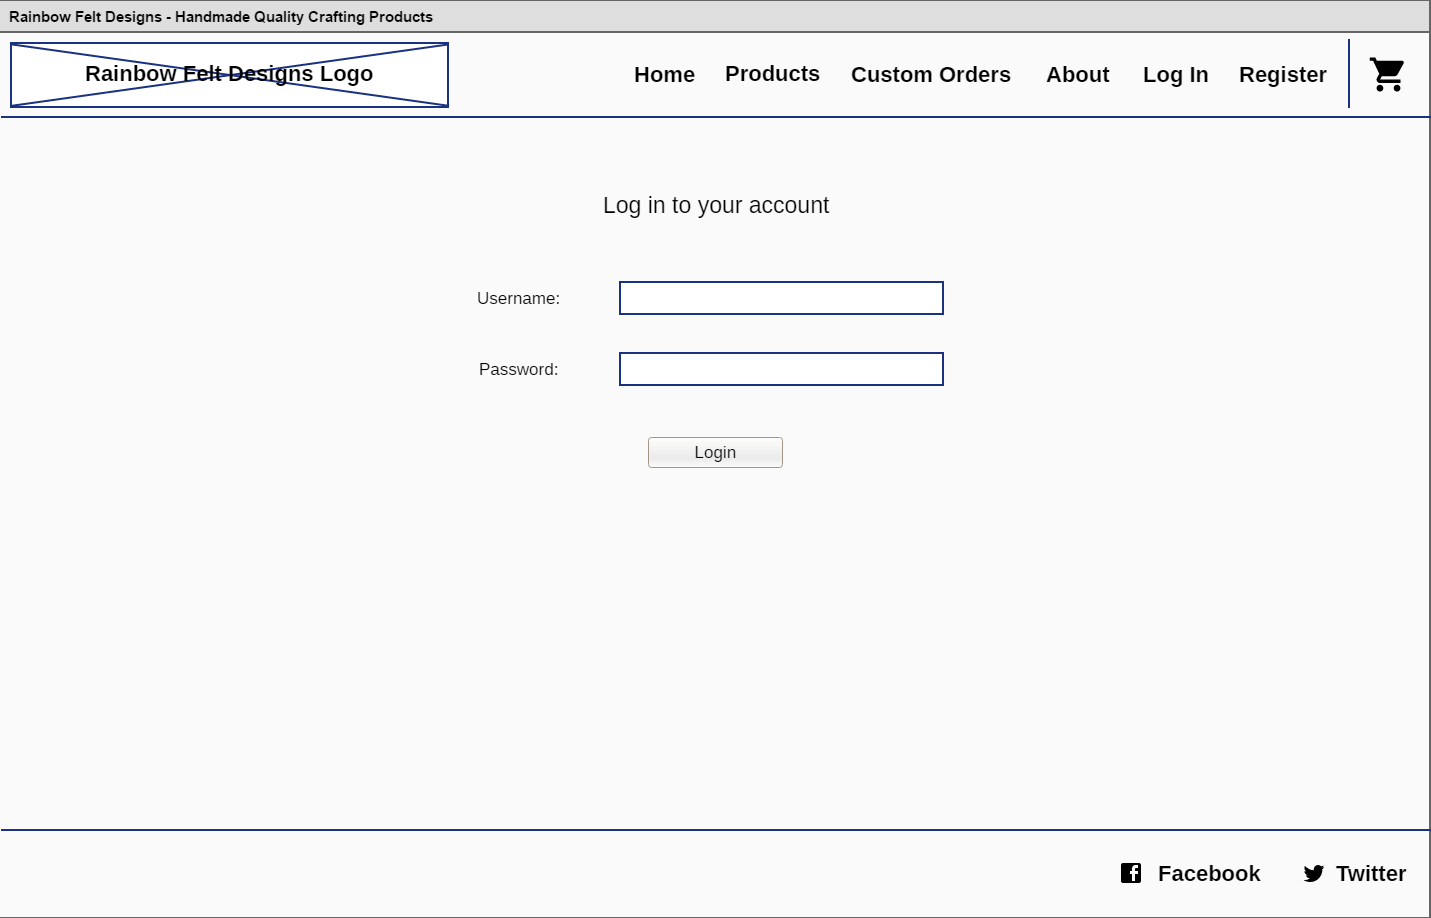 Rainbow Felt Designs - Handmade Quality Crafting Products
Rainbow Felt Designs Logo
Home Products Custom Orders About Log In Register
Log in to your account
Username:
Password:
Login
Facebook Twitter